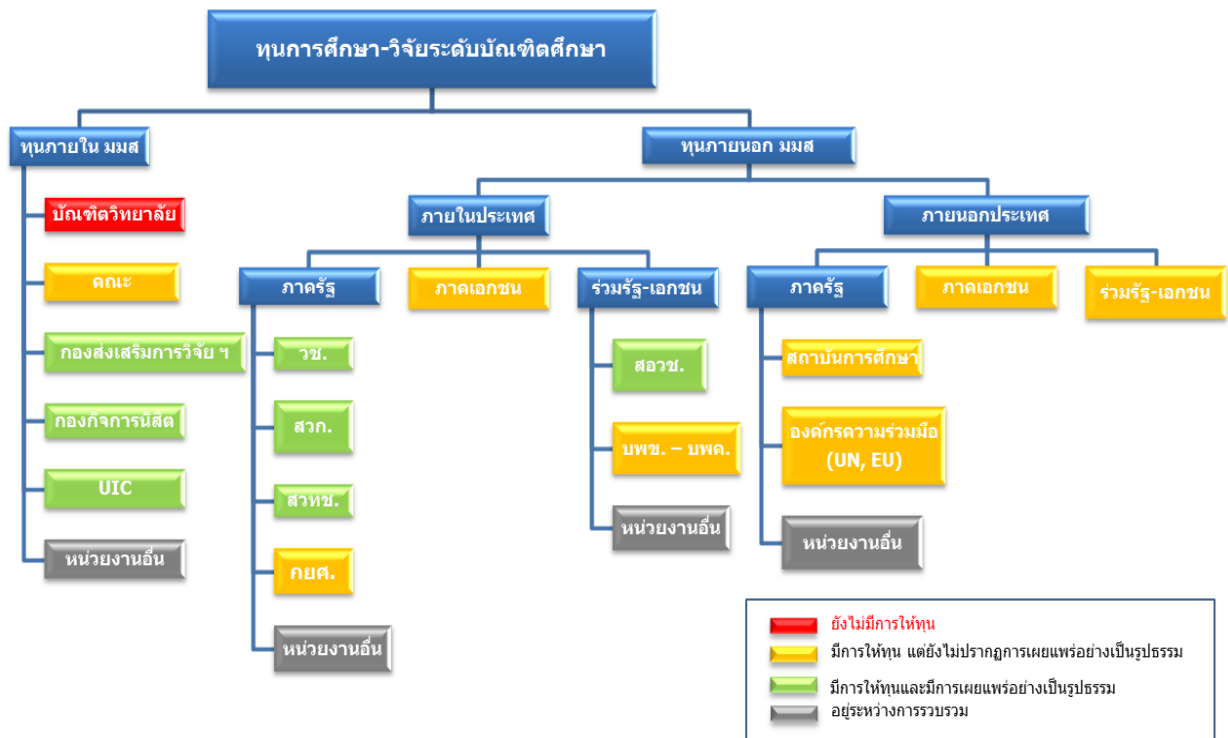 ทุนการศึกษา-วิจัยระดับบัณฑิตศึกษา
ทุนภายใน มมส
ทุนภายนอก มมส
บัณฑิตวิทยาลัย
คณะ
กองส่งเสริมการวิจัย ฯ
กองกิจการนิสิต
UIC
หน่วยงานอื่น
ภายในประเทศ
ภายนอกประเทศ
ภาครัฐ
ภาคเอกชน
ร่วมรัฐ-เอกชน
วช.
สวก.
สวทช.
กยศ.
หน่วยงานอื่น
สอวช.
บพข. – บพค.
หน่วยงานอื่น
ภาครัฐ
ภาคเอกชน
ร่วมรัฐ-เอกชน
สถาบันการศึกษา
องค์กรความร่วมมือ
(UN, EU)
หน่วยงานอื่น
ยังไม่มีการให้ทุน
มีการให้ทุน แต่ยังไม่ปรากฏการเผยแพร่อย่างเป็นรูปธรรม
มีการให้ทุนและมีการเผยแพร่อย่างเป็นรูปธรรม
อยู่ระหว่างการรวบรวม